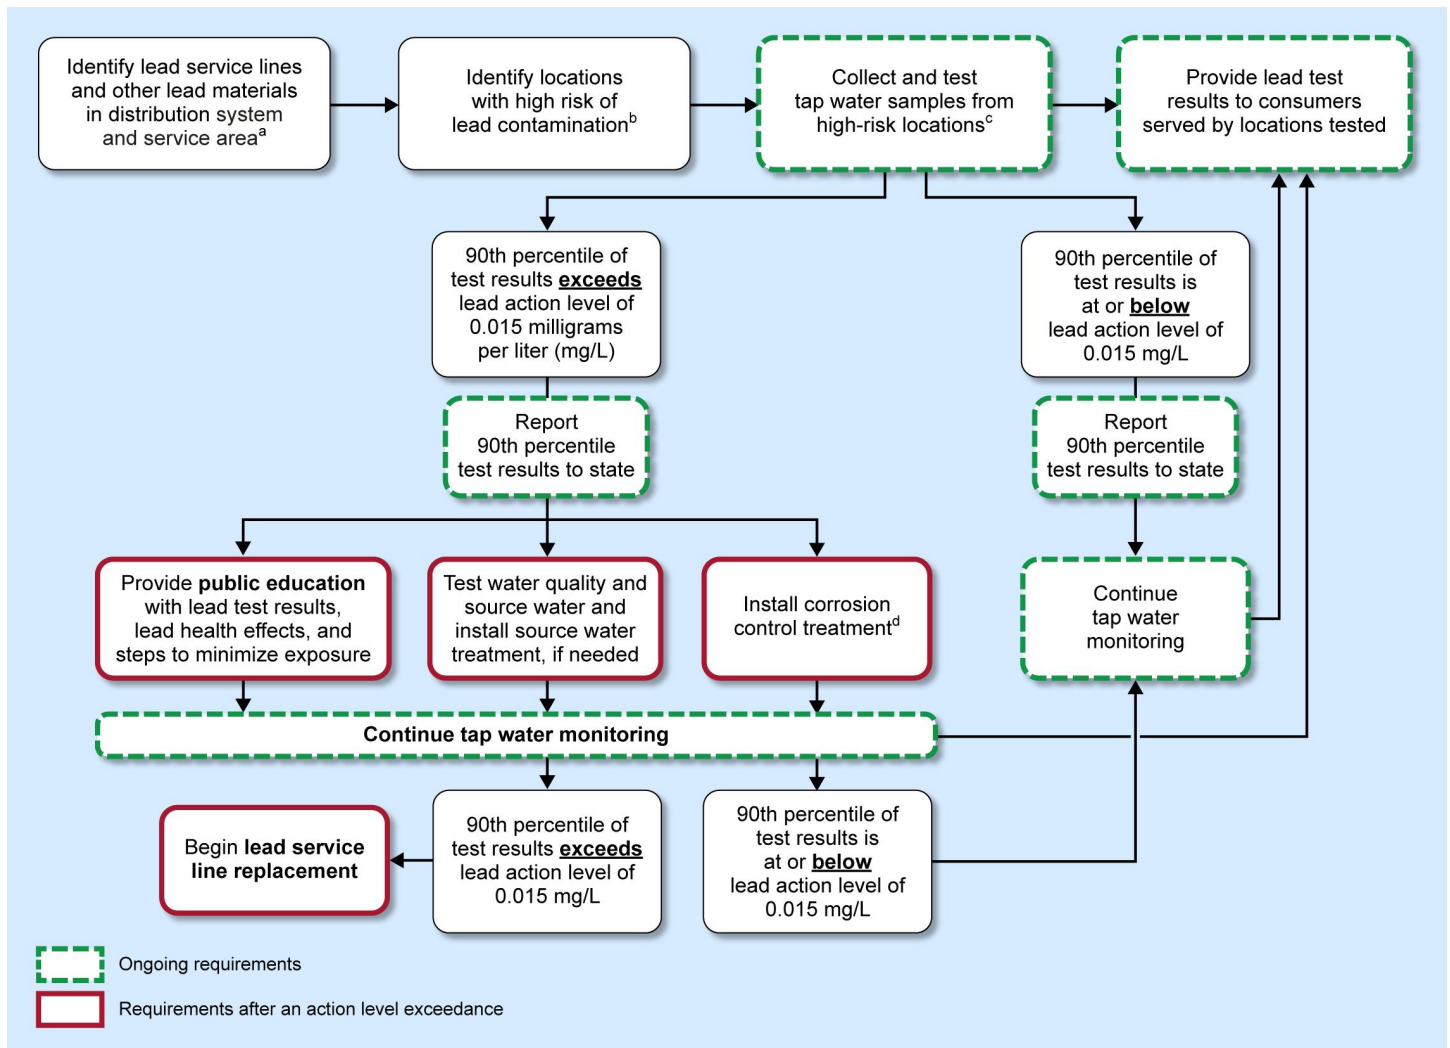 Identify lead service lines
and other lead materials
in distribution system
and service areaa
Identify locations
with high risk of
lead contaminationb
Collect and test
tap water samples from
high-risk locationsc
Provide lead test
results to consumers
served by locations tested
90th percentile of
test results exceeds
lead action level of
0.015 milligrams
per liter (mg/L)
90th percentile of
test results is
at or below
lead action level of
0.015 mg/L
Report
90th percentile
test results to state
Report
90th percentile
test results to state
Provide public education
with lead test results,
lead health effects, and
steps to minimize exposure
Test water quality and
source water and
install source water
treatment, if needed
Install corrosion
control treatmentd
Continue
tap water
monitoring
Continue tap water monitoring
Begin lead service
line replacement
90th percentile of
test results exceeds
lead action level of
0.015 mg/L
90th percentile of
test results is
at or below
lead action level of
0.015 mg/L
Ongoing requirements
Requirements after an action level exceedance